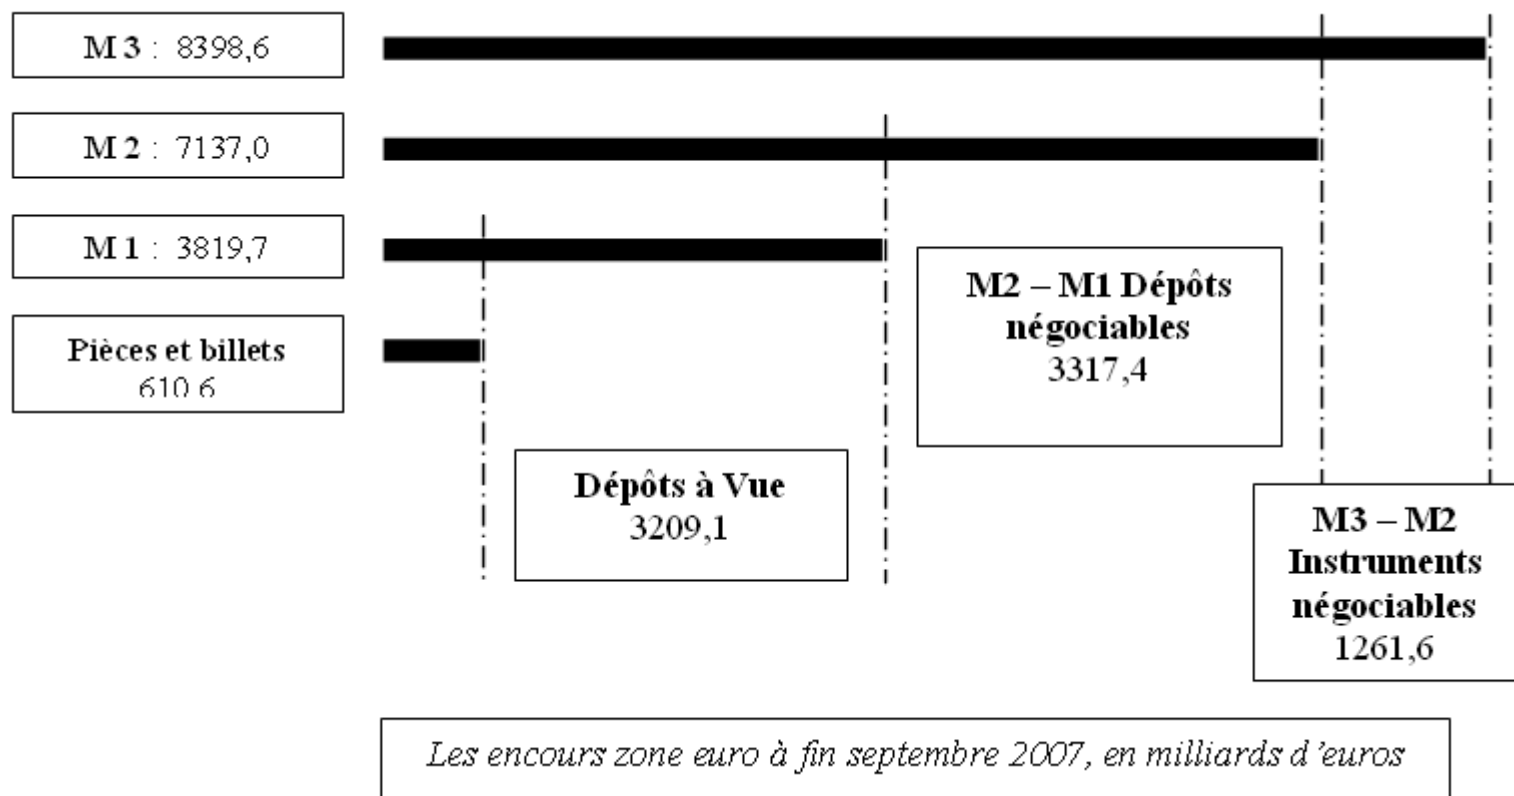 M 3 : 8398,6
M 2 : 7137,0
M 1 : 3819,7
Pièces et billets
610 6
M2 – M1 Dépôts
négociables
3317,4
Dépôts à Vue
3209,1
M3 – M2
Instruments
négociables
1261,6
Les encours zone euro à fin septembre 2007, en milliards d'euros